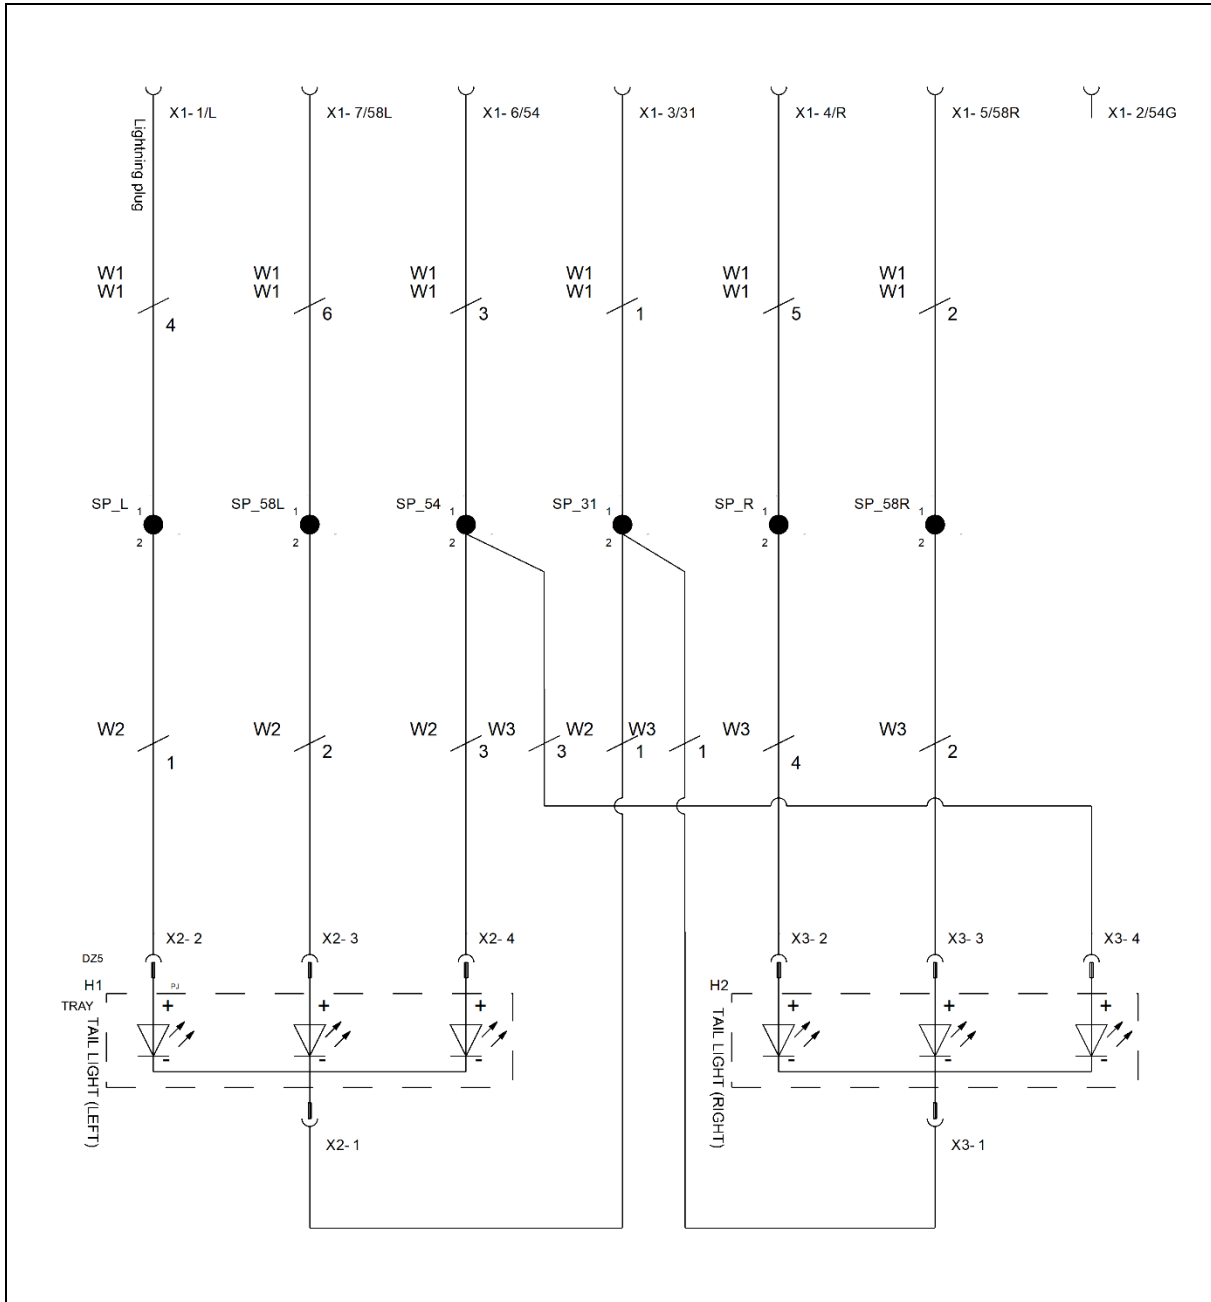 X1- 1/L
X1- 7/58L
X1- 6/54
X1- 3/31
X1- 4/R
X1- 5/58R
X1- 2/54G
Lightning plug
W1
W1
4
W1
W1
6
W1
W1
3
W1
W1
1
W1
W1
5
W1
W1
2
SP_L
1
2
SP_58L
1
2
SP_54
1
2
SP_31
1
2
SP_R
1
2
SP_58R
1
2
W2
1
W2
2
W2
3
W3
3
W2
1
W3
1
W3
4
W3
2
X2- 2
X2- 3
X2- 4
X3- 2
X3- 3
X3- 4
DZ5
H1
PJ
TRAY
+
-
+
-
+
-
TAIL LIGHT (LEFT)
H2
+
-
+
-
+
-
TAIL LIGHT (RIGHT)
X2- 1
X3- 1